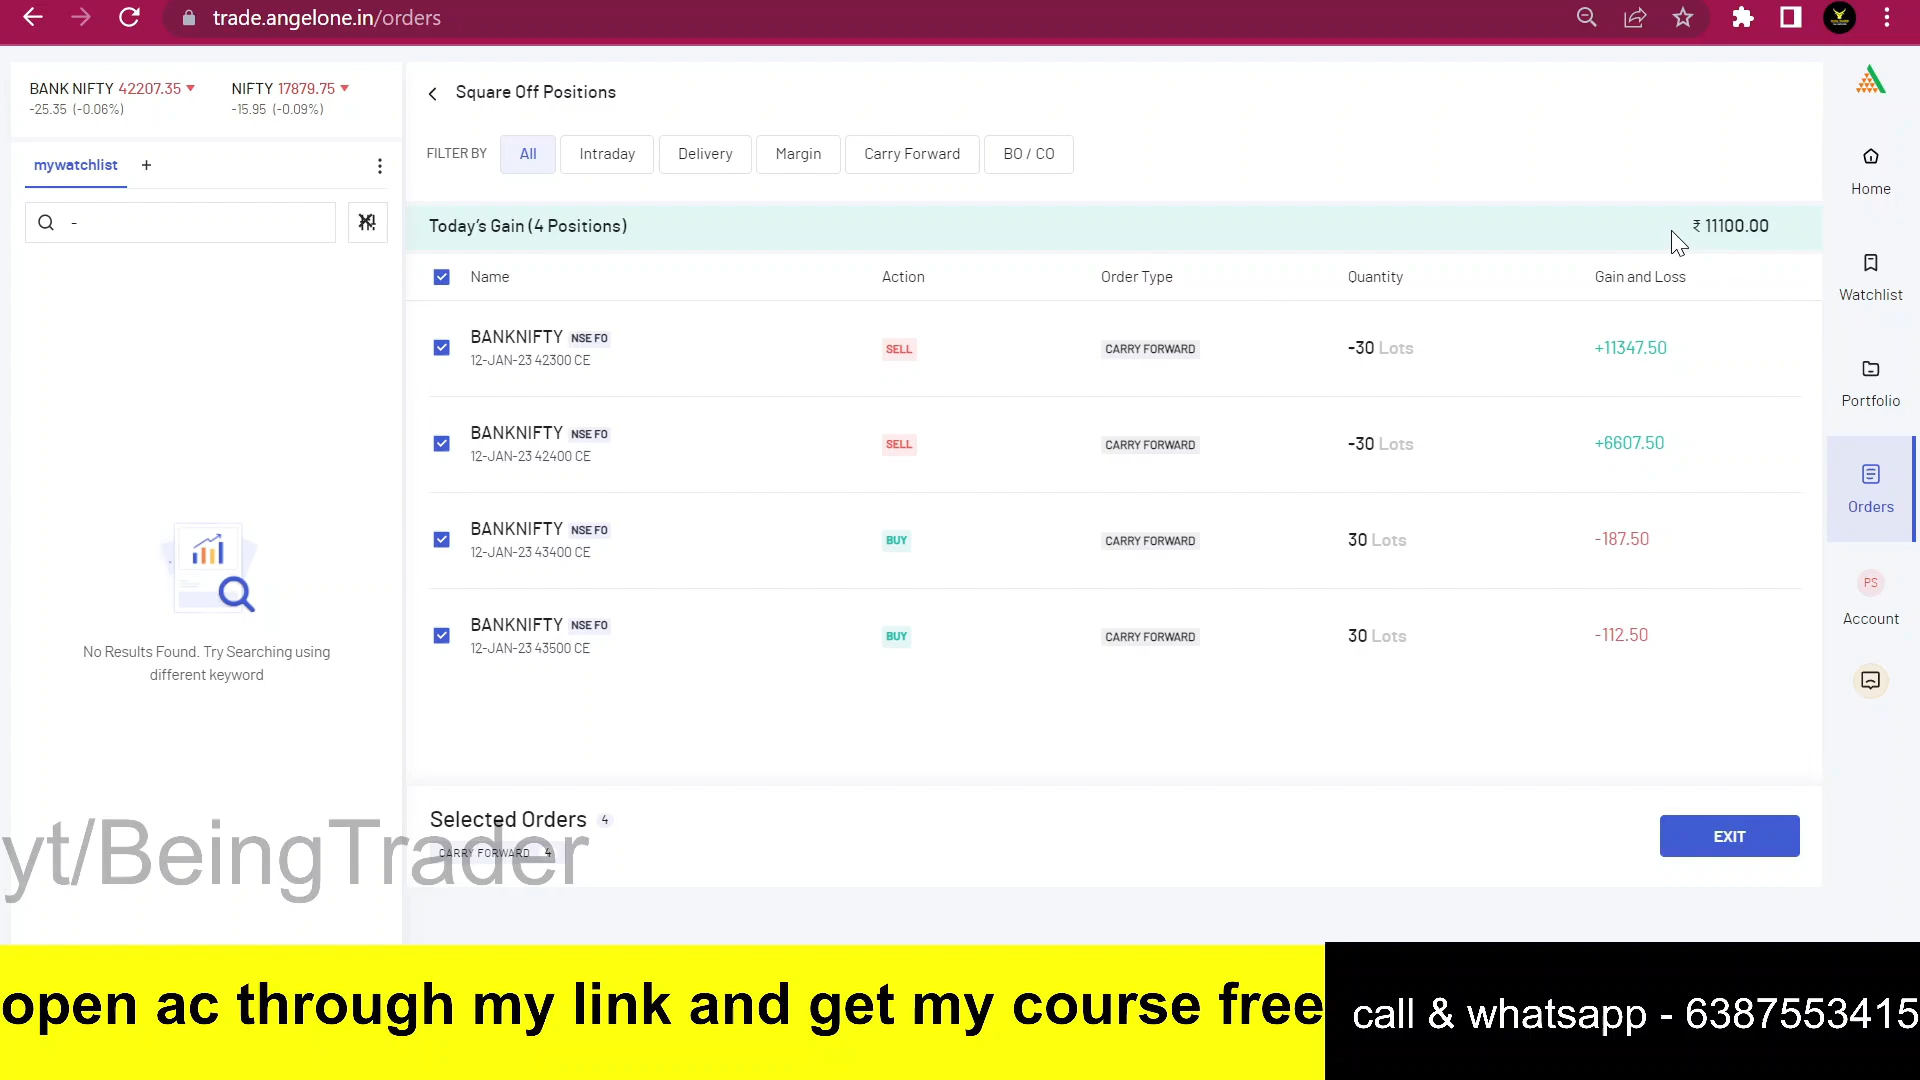 trade.angelone.in/orders
BANK NIFTY 42207.35
-25.35 (-0.06%)
NIFTY 17879.75
-15.95 (-0.09%)
mywatchlist +
-
No Results Found. Try Searching using
different keyword
Square Off Positions
FILTER BY All Intraday Delivery Margin Carry Forward BO / CO
Today's Gain (4 Positions) ₹ 11100.00
Name Action Order Type Quantity Gain and Loss
BANKNIFTY NSE FO
12-JAN-23 42300 CE
SELL CARRY FORWARD -30 Lots +11347.50
BANKNIFTY NSE FO
12-JAN-23 42400 CE
SELL CARRY FORWARD -30 Lots +6607.50
BANKNIFTY NSE FO
12-JAN-23 43400 CE
BUY CARRY FORWARD 30 Lots -187.50
BANKNIFTY NSE FO
12-JAN-23 43500 CE
BUY CARRY FORWARD 30 Lots -112.50
Selected Orders 4
CARRY FORWARD 4
EXIT
Home
Watchlist
Portfolio
Orders
PS
Account
yt/BeingTrader
open ac through my link and get my course free
call & whatsapp - 6387553415